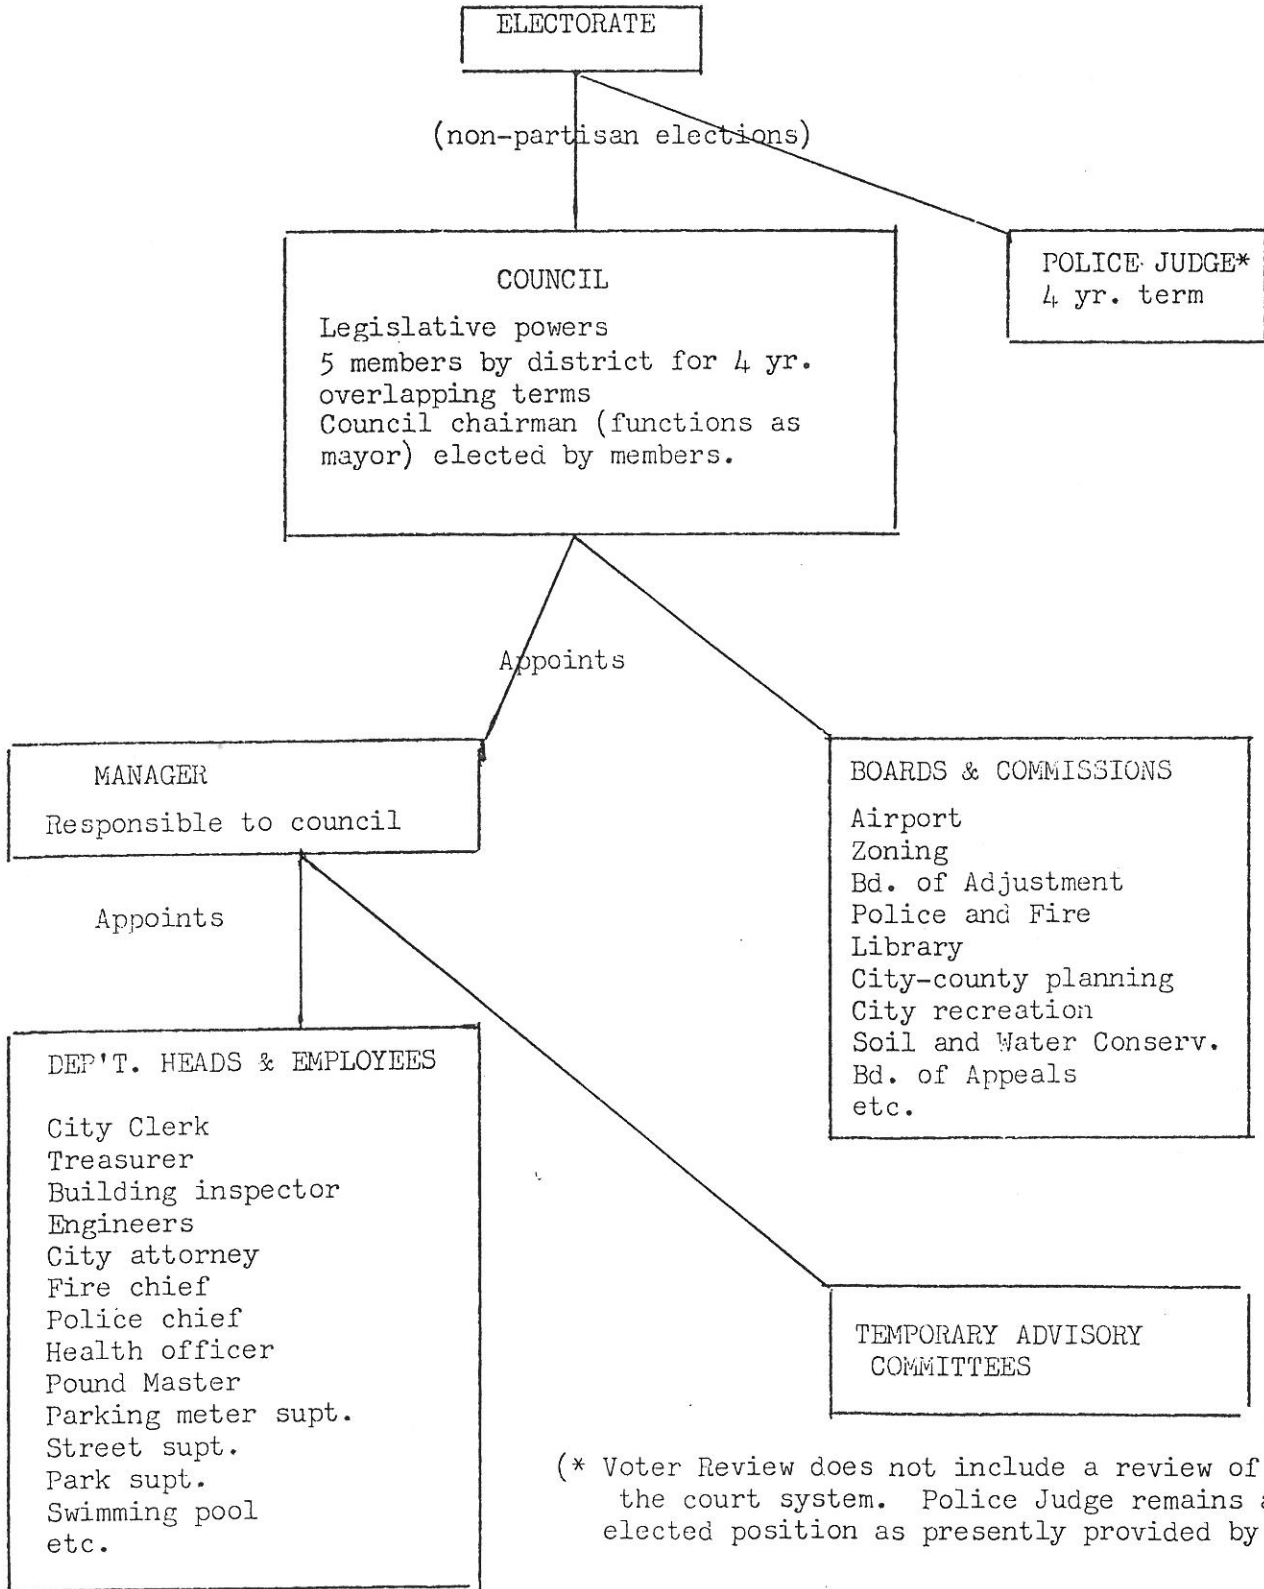 ELECTORATE
(non-partisan elections)
COUNCIL
Legislative powers
5 members by district for 4 yr.
overlapping terms
Council chairman (functions as
mayor) elected by members.
POLICE JUDGE*
4 yr. term
Appoints
MANAGER
Responsible to council
BOARDS & COMMISSIONS
Airport
Zoning
Bd. of Adjustment
Police and Fire
Library
City-county planning
City recreation
Soil and Water Conserv.
Bd. of Appeals
etc.
Appoints
DEP'T. HEADS & EMPLOYEES
City Clerk
Treasurer
Building inspector
Engineers
City attorney
Fire chief
Police chief
Health officer
Pound Master
Parking meter supt.
Street supt.
Park supt.
Swimming pool
etc.
TEMPORARY ADVISORY
COMMITTEES
(* Voter Review does not include a review of
the court system. Police Judge remains a
elected position as presently provided by